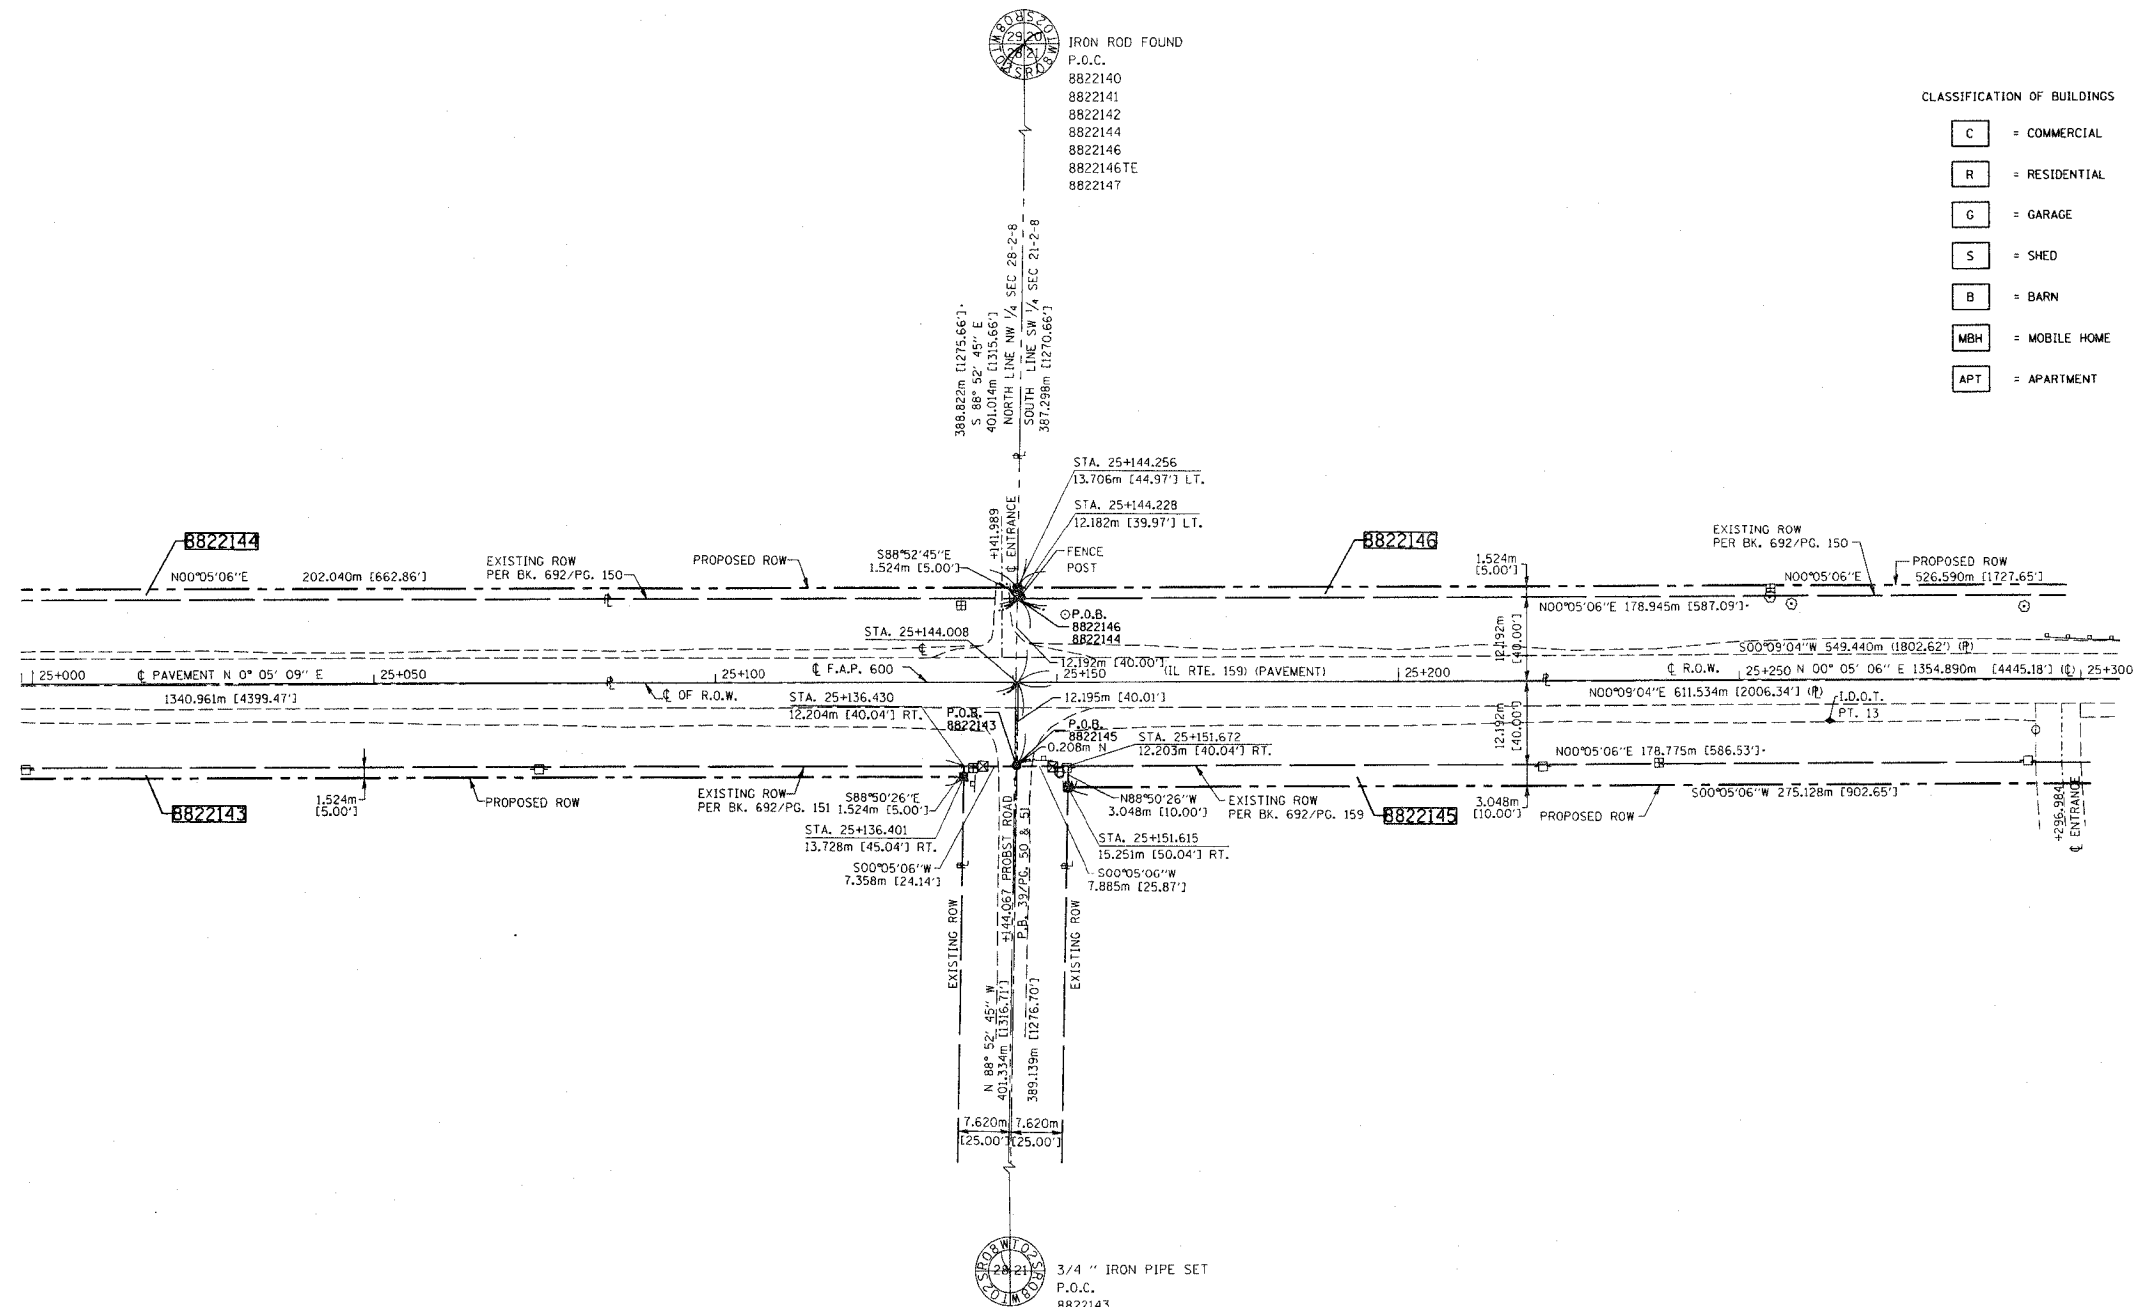 T02SR08W
T02SR08W
29 20
28 21
IRON ROD FOUND
P.O.C.
8822140
8822141
8822142
8822144
8822146
8822146TE
8822147
CLASSIFICATION OF BUILDINGS
C = COMMERCIAL
R = RESIDENTIAL
G = GARAGE
S = SHED
B = BARN
MBH = MOBILE HOME
APT = APARTMENT
388.822m [1275.66']
S 88° 52' 45" E
401.014m [1315.66']
NORTH LINE NW 1/4 SEC 28-2-8
SOUTH LINE SW 1/4 SEC 21-2-8
387.298m [1270.66']
STA. 25+144.256
13.706m [44.97'] LT.
STA. 25+144.228
12.182m [39.97'] LT.
FENCE
POST
+141.989
℄ ENTRANCE
8822144
N00°05'06"E 202.040m [662.86']
EXISTING ROW
PER BK. 692/PG. 150
PROPOSED ROW
S88°52'45"E
1.524m [5.00']
8822146
1.524m
[5.00']
EXISTING ROW
PER BK. 692/PG. 150
PROPOSED ROW
N00°05'06"E 526.590m [1727.65']
N00°05'06"E 178.945m [587.09']
P.O.B.
8822146
8822144
STA. 25+144.008
12.192m [40.00']
12.192m
[40.00']
S00°09'04"W 549.440m (1802.62') (℄)
25+000 ℄ PAVEMENT N 0° 05' 09" E 25+050 25+100 ℄ F.A.P. 600 25+150 (IL RTE. 159) (PAVEMENT) 25+200 ℄ R.O.W. 25+250 N 00° 05' 06" E 1354.890m [4445.18'] (℄) 25+300
1340.961m [4399.47']
℄ OF R.O.W.
STA. 25+136.430
12.204m [40.04'] RT.
12.195m [40.01']
N00°09'04"E 611.534m [2006.34']
I.D.O.T.
PT. 13
P.O.B.
8822143
P.O.B.
8822145
0.208m N
STA. 25+151.672
12.203m [40.04'] RT.
12.192m
[40.00']
N00°05'06"E 178.775m [586.53']
8822143
1.524m
[5.00']
PROPOSED ROW
EXISTING ROW
PER BK. 692/PG. 151
S88°50'26"E
1.524m [5.00']
STA. 25+136.401
13.728m [45.04'] RT.
S00°05'06"W
7.358m [24.14']
N88°50'26"W
3.048m [10.00']
EXISTING ROW
PER BK. 692/PG. 159
8822145
3.048m
[10.00']
PROPOSED ROW
S00°05'06"W 275.128m [902.65']
STA. 25+151.615
15.251m [50.04'] RT.
S00°05'06"W
7.885m [25.87']
+296.984
℄ ENTRANCE
EXISTING ROW
+144.067 PROBST ROAD
P.B. 39/PG. 50 & 51
EXISTING ROW
N 88° 52' 45" W
401.334m [1316.71']
389.139m [1276.70']
7.620m
[25.00']
7.620m
[25.00']
T02SR08W
T02SR08W
28 21
3/4 " IRON PIPE SET
P.O.C.
8822143